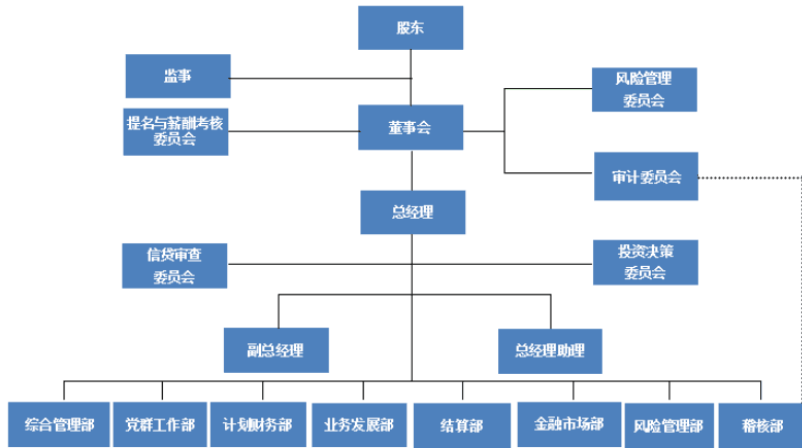 股东
监事
风险管理
委员会
提名与薪酬考核
委员会
董事会
审计委员会
总经理
信贷审查
委员会
投资决策
委员会
副总经理
总经理助理
综合管理部
党群工作部
计划财务部
业务发展部
结算部
金融市场部
风险管理部
稽核部